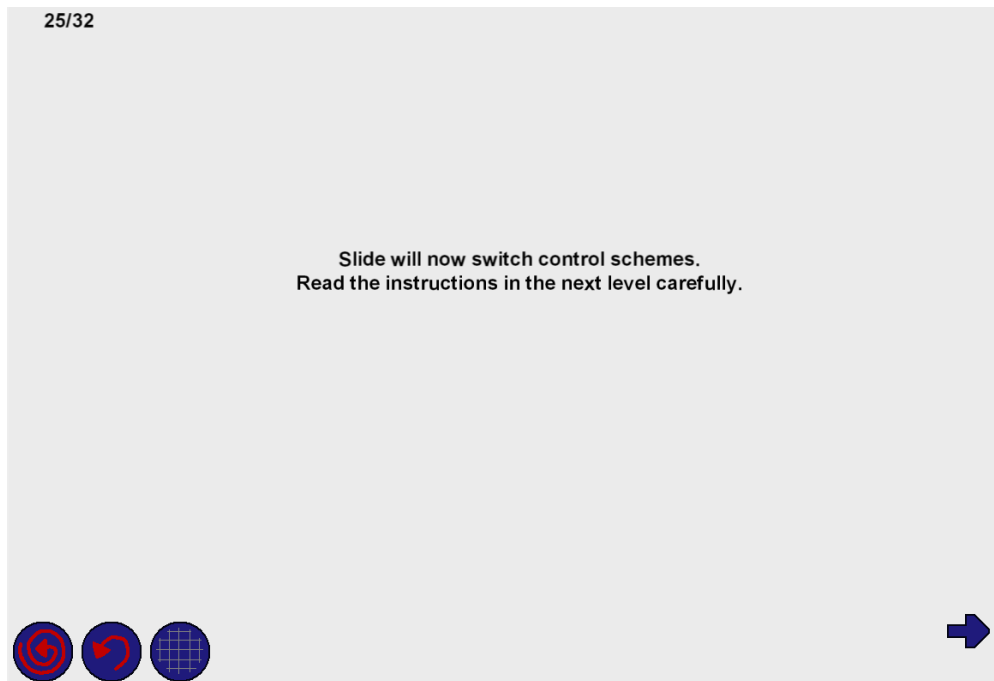 25/32
Slide will now switch control schemes.
Read the instructions in the next level carefully.